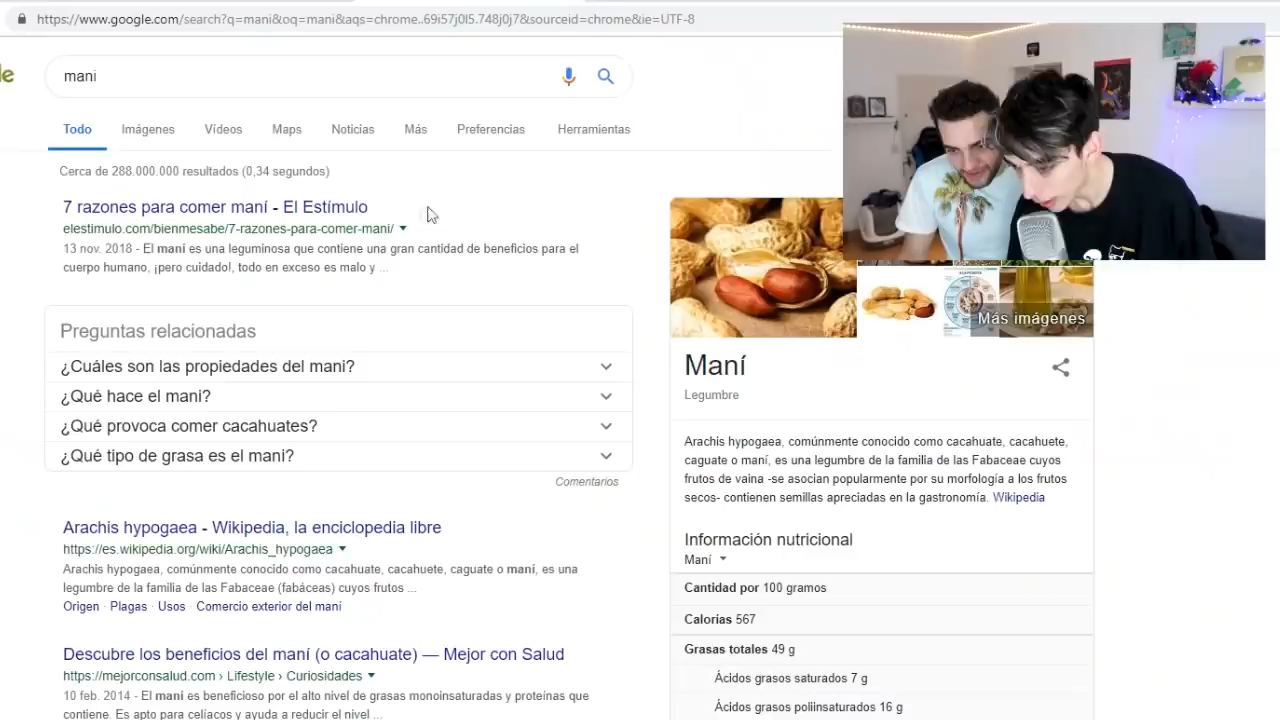 https://www.google.com/search?q=mani&oq=mani&aqs=chrome..69i57j0l5.748j0j7&sourceid=chrome&ie=UTF-8
le
mani
Todo
Imágenes
Vídeos
Maps
Noticias
Más
Preferencias
Herramientas
Cerca de 288.000.000 resultados (0,34 segundos)
7 razones para comer maní - El Estímulo
elestimulo.com/bienmesabe/7-razones-para-comer-mani/
13 nov. 2018 - El maní es una leguminosa que contiene una gran cantidad de beneficios para el
cuerpo humano, ¡pero cuidado!, todo en exceso es malo y ...
Preguntas relacionadas
¿Cuáles son las propiedades del mani?
¿Qué hace el mani?
¿Qué provoca comer cacahuates?
¿Qué tipo de grasa es el mani?
Comentarios
Arachis hypogaea - Wikipedia, la enciclopedia libre
https://es.wikipedia.org/wiki/Arachis_hypogaea
Arachis hypogaea, comúnmente conocido como cacahuate, cacahuete, caguate o maní, es una
legumbre de la familia de las Fabaceae (fabáceas) cuyos frutos ...
Origen · Plagas · Usos · Comercio exterior del maní
Descubre los beneficios del maní (o cacahuate) — Mejor con Salud
https://mejorconsalud.com › Lifestyle › Curiosidades
10 feb. 2014 - El maní es beneficioso por el alto nivel de grasas monoinsaturadas y proteínas que
contiene. Es apto para celíacos y ayuda a reducir el nivel ...
Más imágenes
Maní
Legumbre
Arachis hypogaea, comúnmente conocido como cacahuate, cacahuete,
caguate o maní, es una legumbre de la familia de las Fabaceae cuyos
frutos de vaina -se asocian popularmente por su morfología a los frutos
secos- contienen semillas apreciadas en la gastronomía. Wikipedia
Información nutricional
Maní
Cantidad por 100 gramos
Calorías 567
Grasas totales 49 g
Ácidos grasos saturados 7 g
Ácidos grasos poliinsaturados 16 g